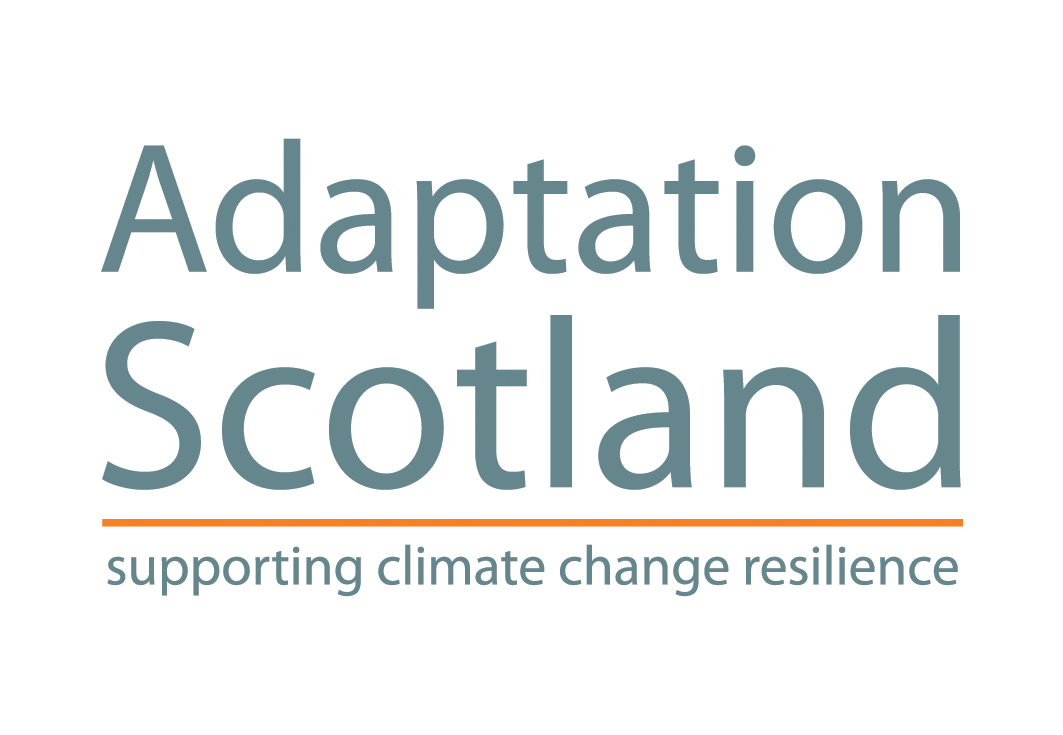 Adaptation
Scotland
supporting climate change resilience